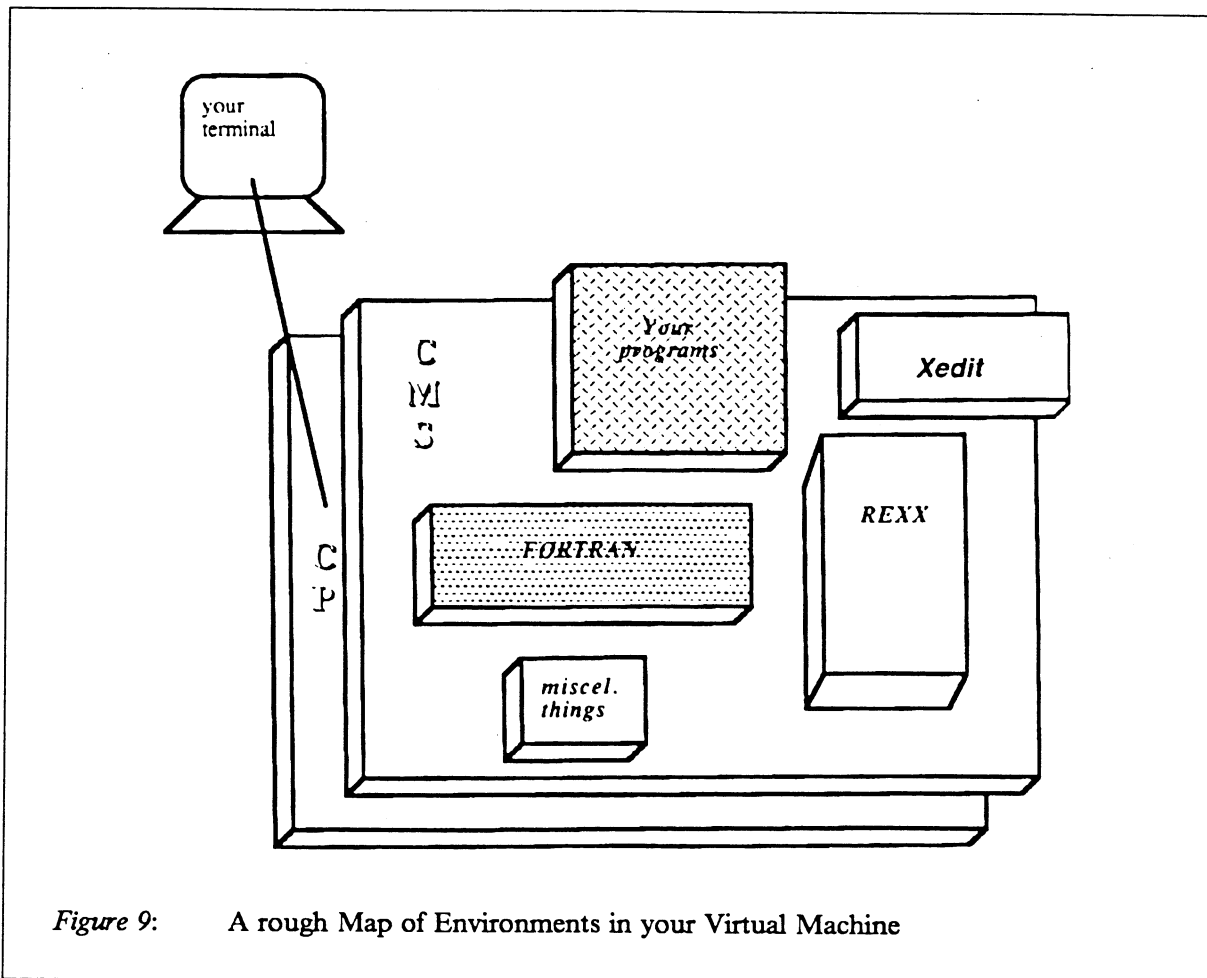 your
terminal
C
M
S
Your
programs
Xedit
REXX
FORTRAN
C
P
miscel.
things
Figure 9: A rough Map of Environments in your Virtual Machine